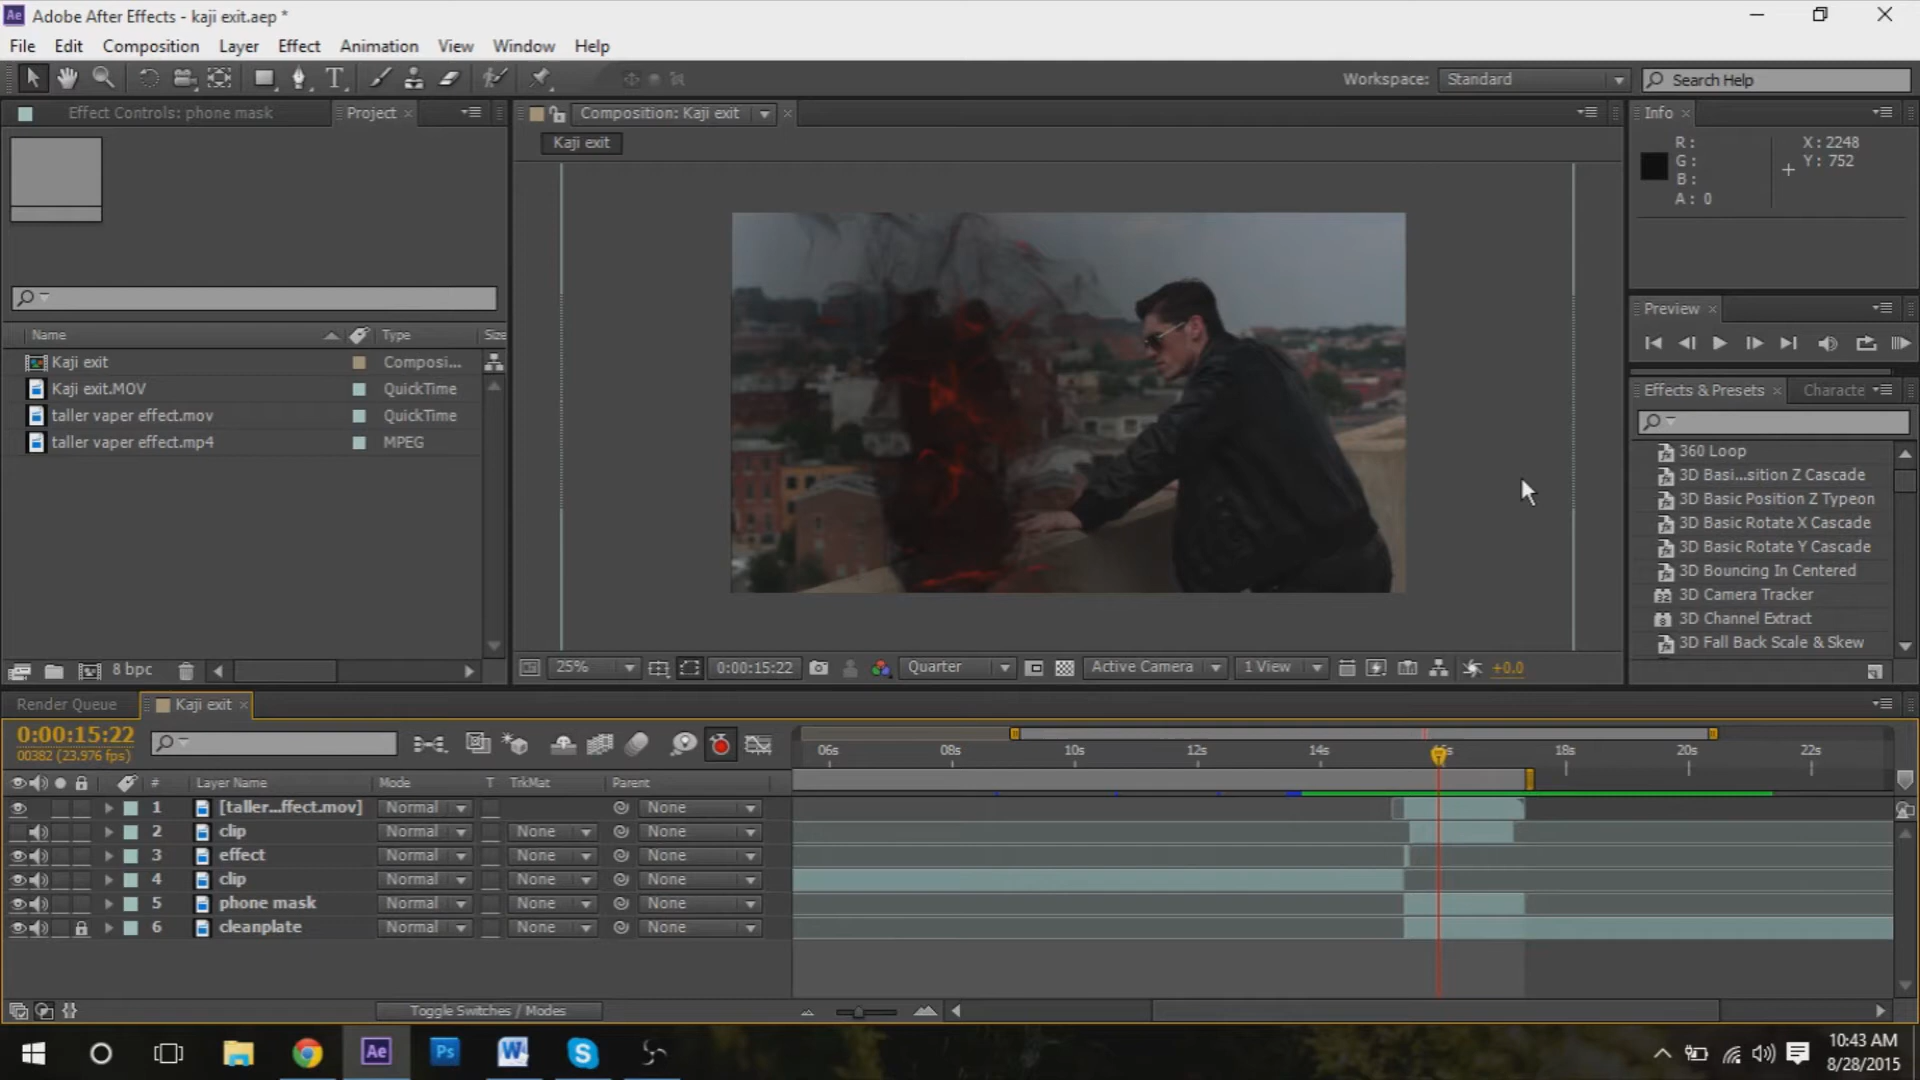 Ae Adobe After Effects - kaji exit.aep *
File Edit Composition Layer Effect Animation View Window Help
Workspace: Standard Search Help
Effect Controls: phone mask Project
Composition: Kaji exit
Kaji exit
Info
R :
G :
B :
A : 0
X : 2248
Y : 752
Preview
Name Type Size
Kaji exit Composi...
Kaji exit.MOV QuickTime
taller vaper effect.mov QuickTime
taller vaper effect.mp4 MPEG
8 bpc
Effects & Presets Characte
360 Loop
3D Basi...sition Z Cascade
3D Basic Position Z Typeon
3D Basic Rotate X Cascade
3D Basic Rotate Y Cascade
3D Bouncing In Centered
3D Camera Tracker
3D Channel Extract
3D Fall Back Scale & Skew
25% 0:00:15:22 Quarter Active Camera 1 View +0.0
Render Queue Kaji exit
0:00:15:22
00382 (23.976 fps)
06s 08s 10s 12s 14s 18s 20s 22s
# Layer Name Mode T TrkMat Parent
1 [taller...ffect.mov] Normal None
2 clip Normal None None
3 effect Normal None None
4 clip Normal None None
5 phone mask Normal None None
6 cleanplate Normal None None
Toggle Switches / Modes
Ae Ps W S
10:43 AM
8/28/2015